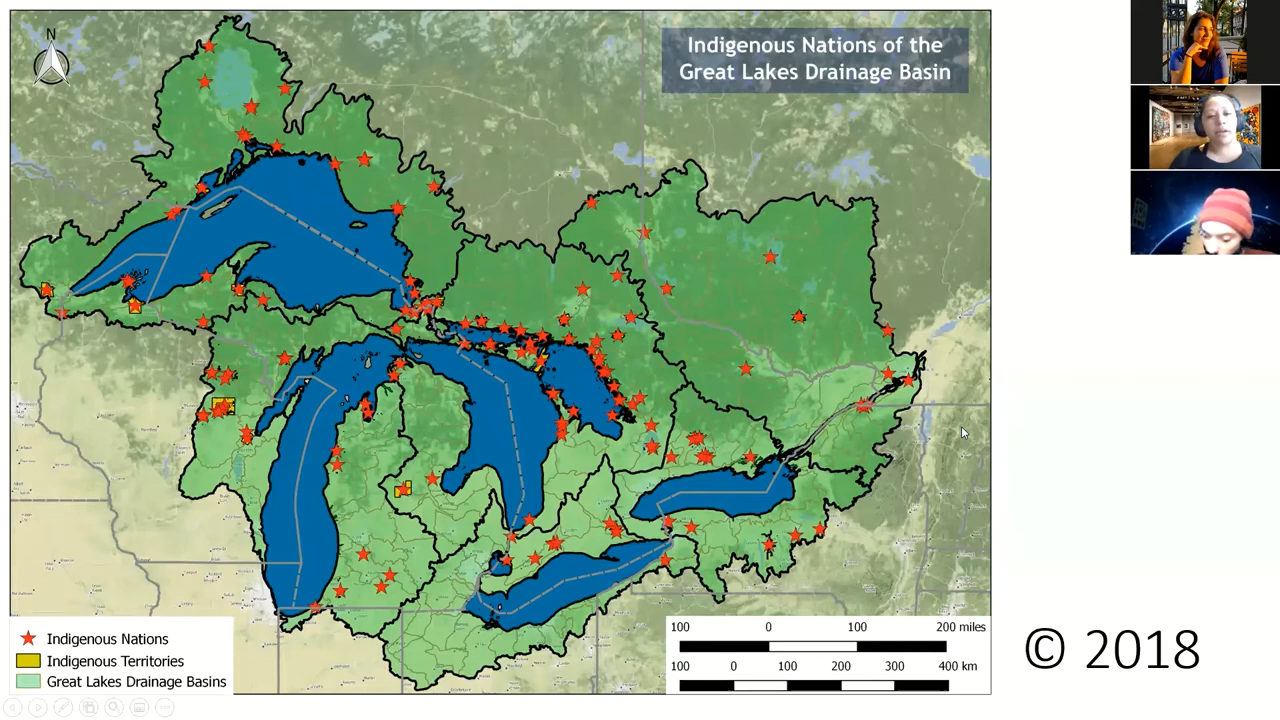 N
Indigenous Nations of the
Great Lakes Drainage Basin
Indigenous Nations
Indigenous Territories
Great Lakes Drainage Basins
100 0 100 200 miles
100 0 100 200 300 400 km
© 2018